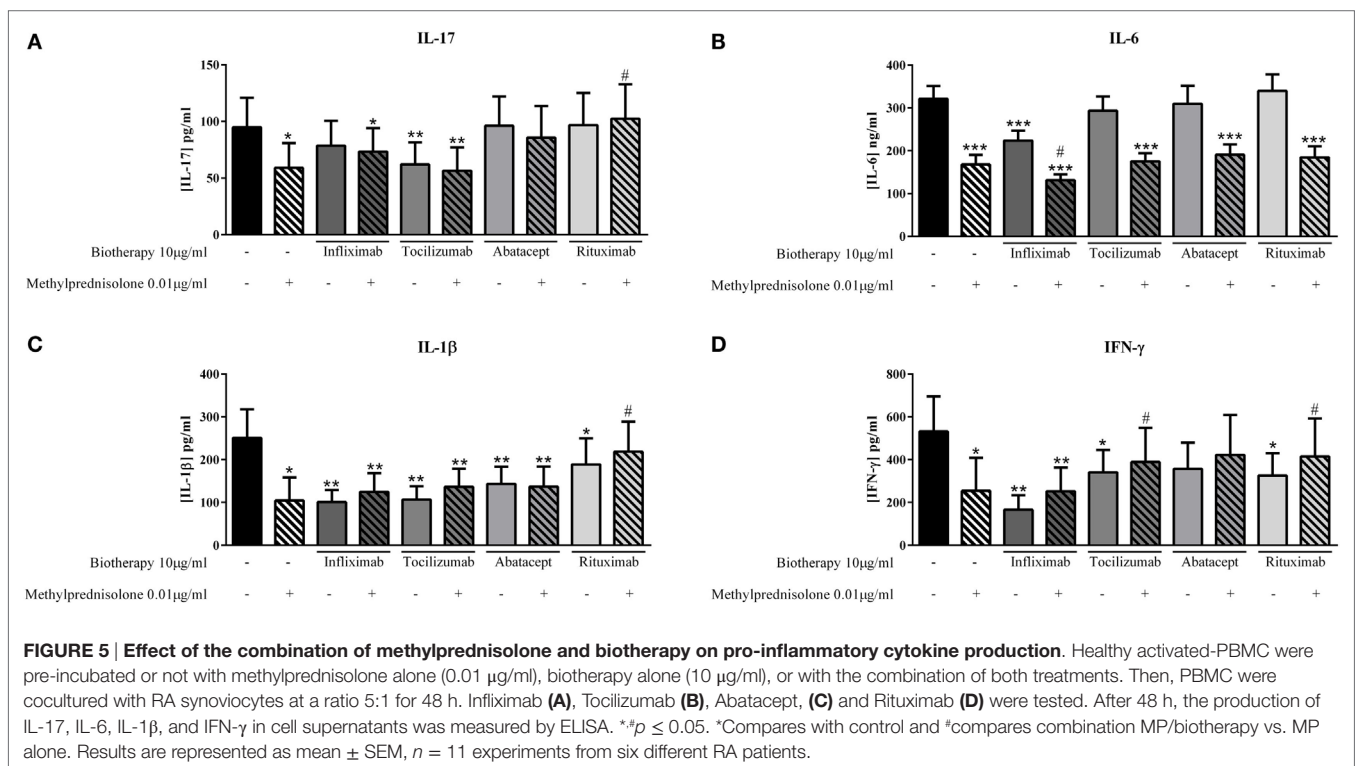 A
IL-17
[IL-17] pg/ml
150
100
50
0
* * ** ** #
Biotherapy 10µg/ml - - Infliximab Tocilizumab Abatacept Rituximab
Methylprednisolone 0.01µg/ml - + - + - + - + - +
B
IL-6
[IL-6] ng/ml
400
300
200
100
0
*** *** # *** *** *** ***
Biotherapy 10µg/ml - - Infliximab Tocilizumab Abatacept Rituximab
Methylprednisolone 0.01µg/ml - + - + - + - + - +
C
IL-1β
[IL-1β] pg/ml
400
300
200
100
0
* ** ** ** ** ** ** * #
Biotherapy 10µg/ml - - Infliximab Tocilizumab Abatacept Rituximab
Methylprednisolone 0.01µg/ml - + - + - + - + - +
D
IFN-γ
[IFN-γ] pg/ml
800
600
400
200
0
* ** ** * # * #
Biotherapy 10µg/ml - - Infliximab Tocilizumab Abatacept Rituximab
Methylprednisolone 0.01µg/ml - + - + - + - + - +
FIGURE 5 | Effect of the combination of methylprednisolone and biotherapy on pro-inflammatory cytokine production. Healthy activated-PBMC were
pre-incubated or not with methylprednisolone alone (0.01 µg/ml), biotherapy alone (10 µg/ml), or with the combination of both treatments. Then, PBMC were
cocultured with RA synoviocytes at a ratio 5:1 for 48 h. Infliximab (A), Tocilizumab (B), Abatacept, (C) and Rituximab (D) were tested. After 48 h, the production of
IL-17, IL-6, IL-1β, and IFN-γ in cell supernatants was measured by ELISA. *,#p ≤ 0.05. *Compares with control and #compares combination MP/biotherapy vs. MP
alone. Results are represented as mean ± SEM, n = 11 experiments from six different RA patients.